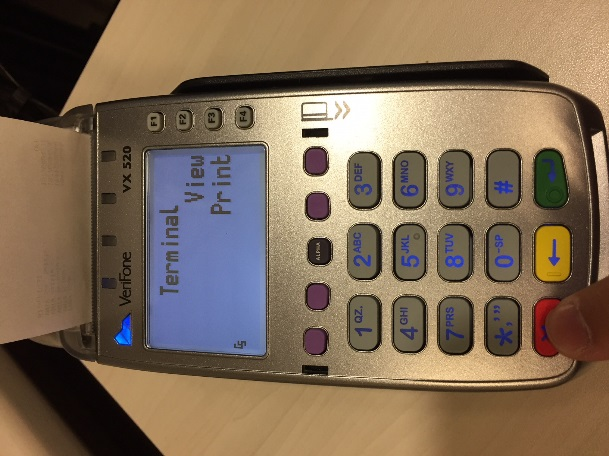 VeriFone
VX 520
F1
F2
F3
F4
Terminal
View
Print
ALPHA
1 QZ.
2 ABC
3 DEF
4 GHI
5 JKL
6 MNO
7 PRS
8 TUV
9 WXY
*,'"
0-SP
#